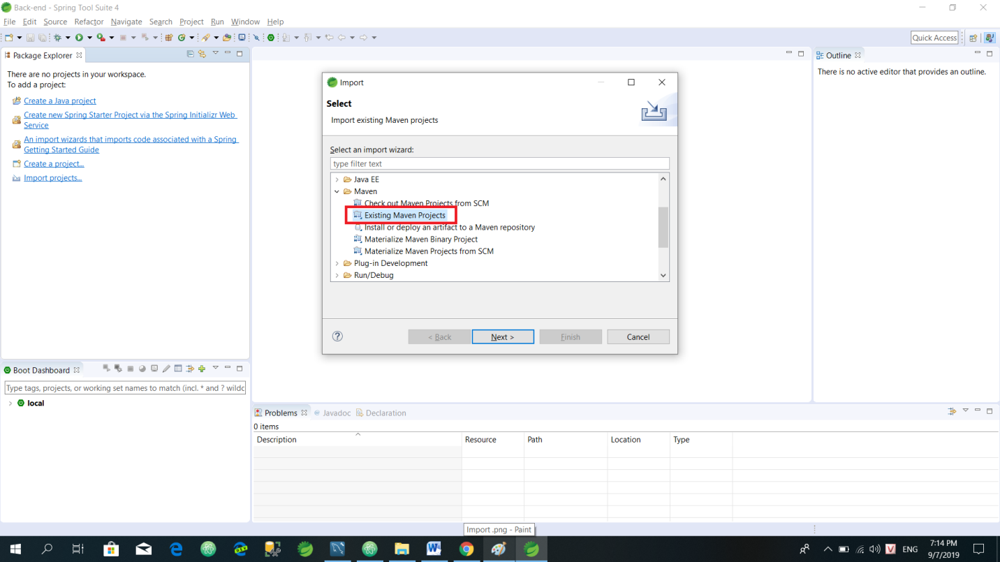 Back-end - Spring Tool Suite 4
File Edit Source Refactor Navigate Search Project Run Window Help
Quick Access
Package Explorer
There are no projects in your workspace.
To add a project:
Create a Java project
Create new Spring Starter Project via the Spring Initializr Web
Service
An import wizards that imports code associated with a Spring
Getting Started Guide
Create a project...
Import projects...
Import
Select
Import existing Maven projects
Select an import wizard:
type filter text
Java EE
Maven
Check out Maven Projects from SCM
Existing Maven Projects
Install or deploy an artifact to a Maven repository
Materialize Maven Binary Project
Materialize Maven Projects from SCM
Plug-in Development
Run/Debug
< Back
Next >
Finish
Cancel
Outline
There is no active editor that provides an outline.
Boot Dashboard
Type tags, projects, or working set names to match (incl. * and ? wildc
local
Problems Javadoc Declaration
0 items
Description Resource Path Location Type
Import .png - Paint
ENG
7:14 PM
9/7/2019